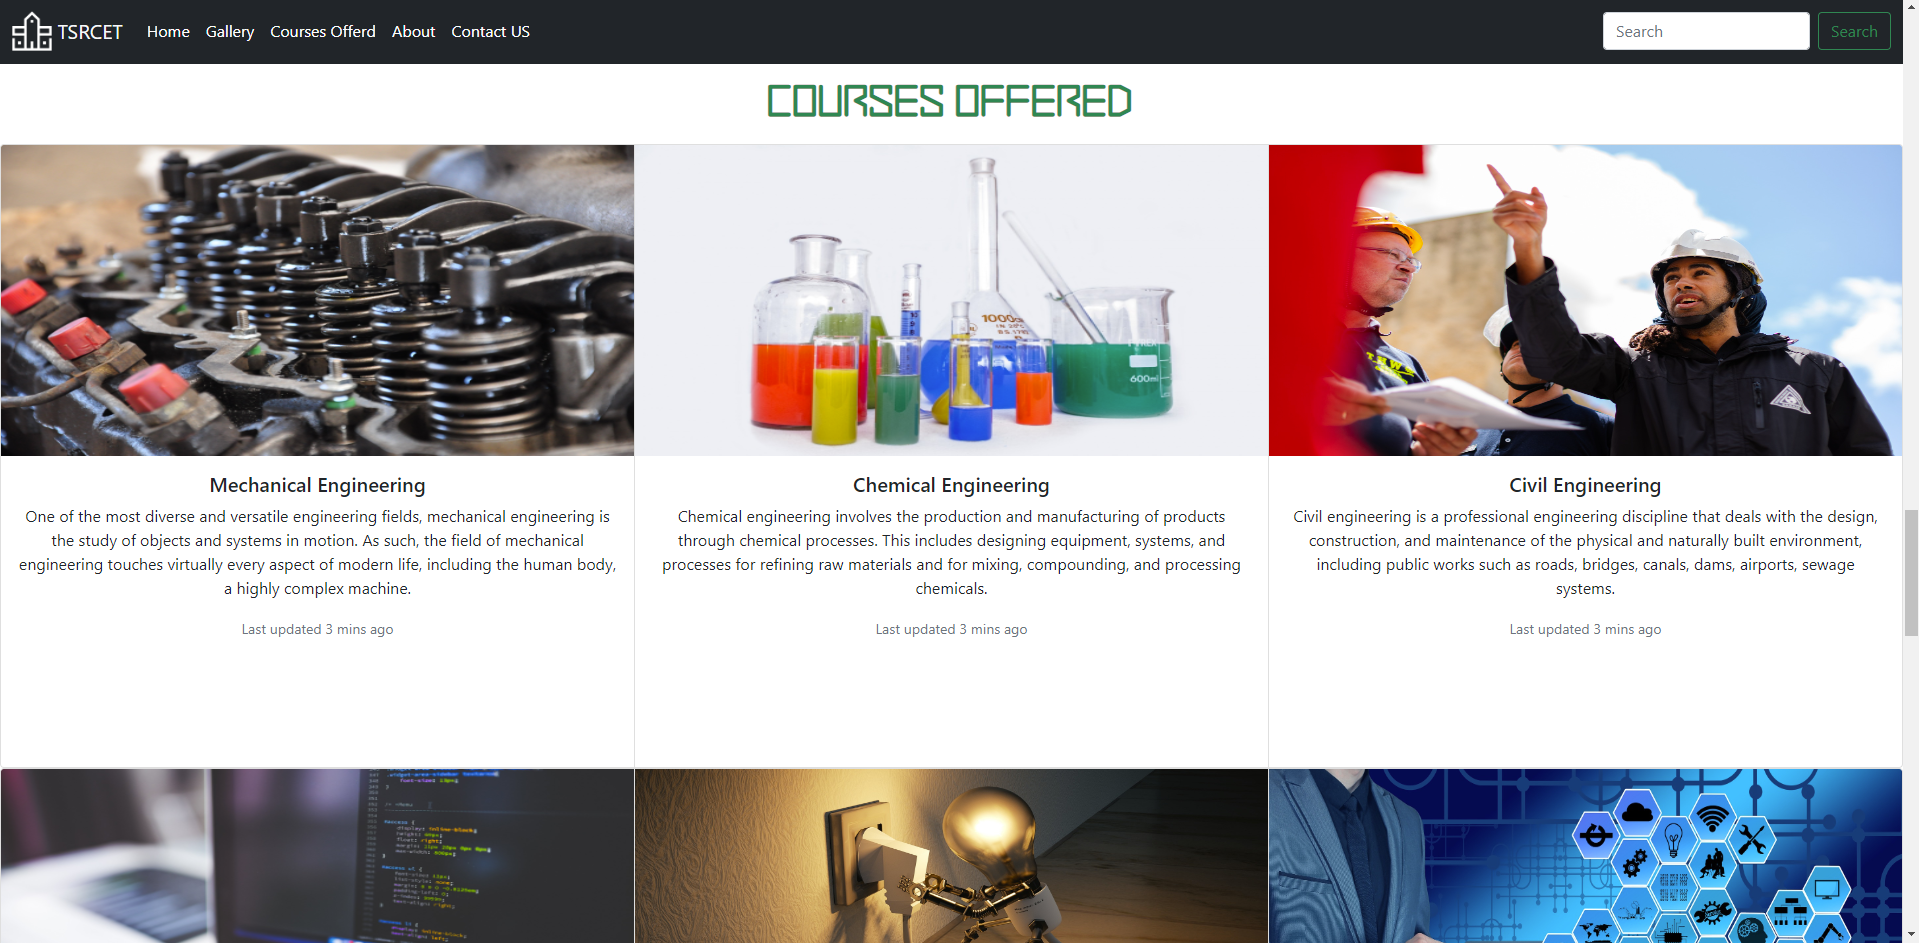 TSRCET Home Gallery Courses Offerd About Contact US Search Search
COURSES OFFERED
1000
IN 20°C
600ml
Mechanical Engineering
One of the most diverse and versatile engineering fields, mechanical engineering is
the study of objects and systems in motion. As such, the field of mechanical
engineering touches virtually every aspect of modern life, including the human body,
a highly complex machine.
Last updated 3 mins ago
Chemical Engineering
Chemical engineering involves the production and manufacturing of products
through chemical processes. This includes designing equipment, systems, and
processes for refining raw materials and for mixing, compounding, and processing
chemicals.
Last updated 3 mins ago
Civil Engineering
Civil engineering is a professional engineering discipline that deals with the design,
construction, and maintenance of the physical and naturally built environment,
including public works such as roads, bridges, canals, dams, airports, sewage
systems.
Last updated 3 mins ago